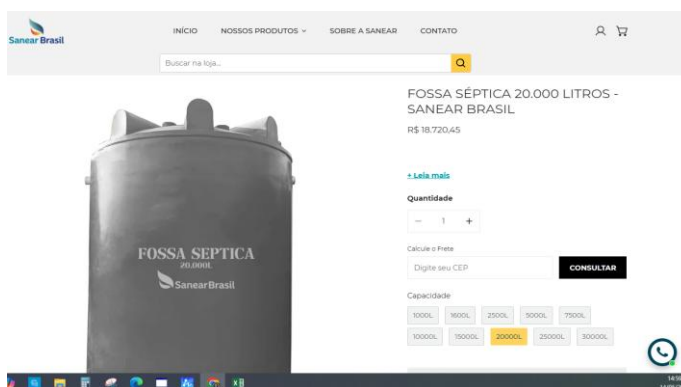 Sanear Brasil
INÍCIO NOSSOS PRODUTOS SOBRE A SANEAR CONTATO
Buscar na loja...
FOSSA SÉPTICA 20.000 LITROS -
SANEAR BRASIL
R$ 18.720,45
+ Leia mais
Quantidade
− 1 +
Calcule o Frete
Digite seu CEP CONSULTAR
Capacidade
1000L 1600L 2500L 5000L 7500L
10000L 15000L 20000L 25000L 30000L
FOSSA SEPTICA
20.000L
Sanear Brasil